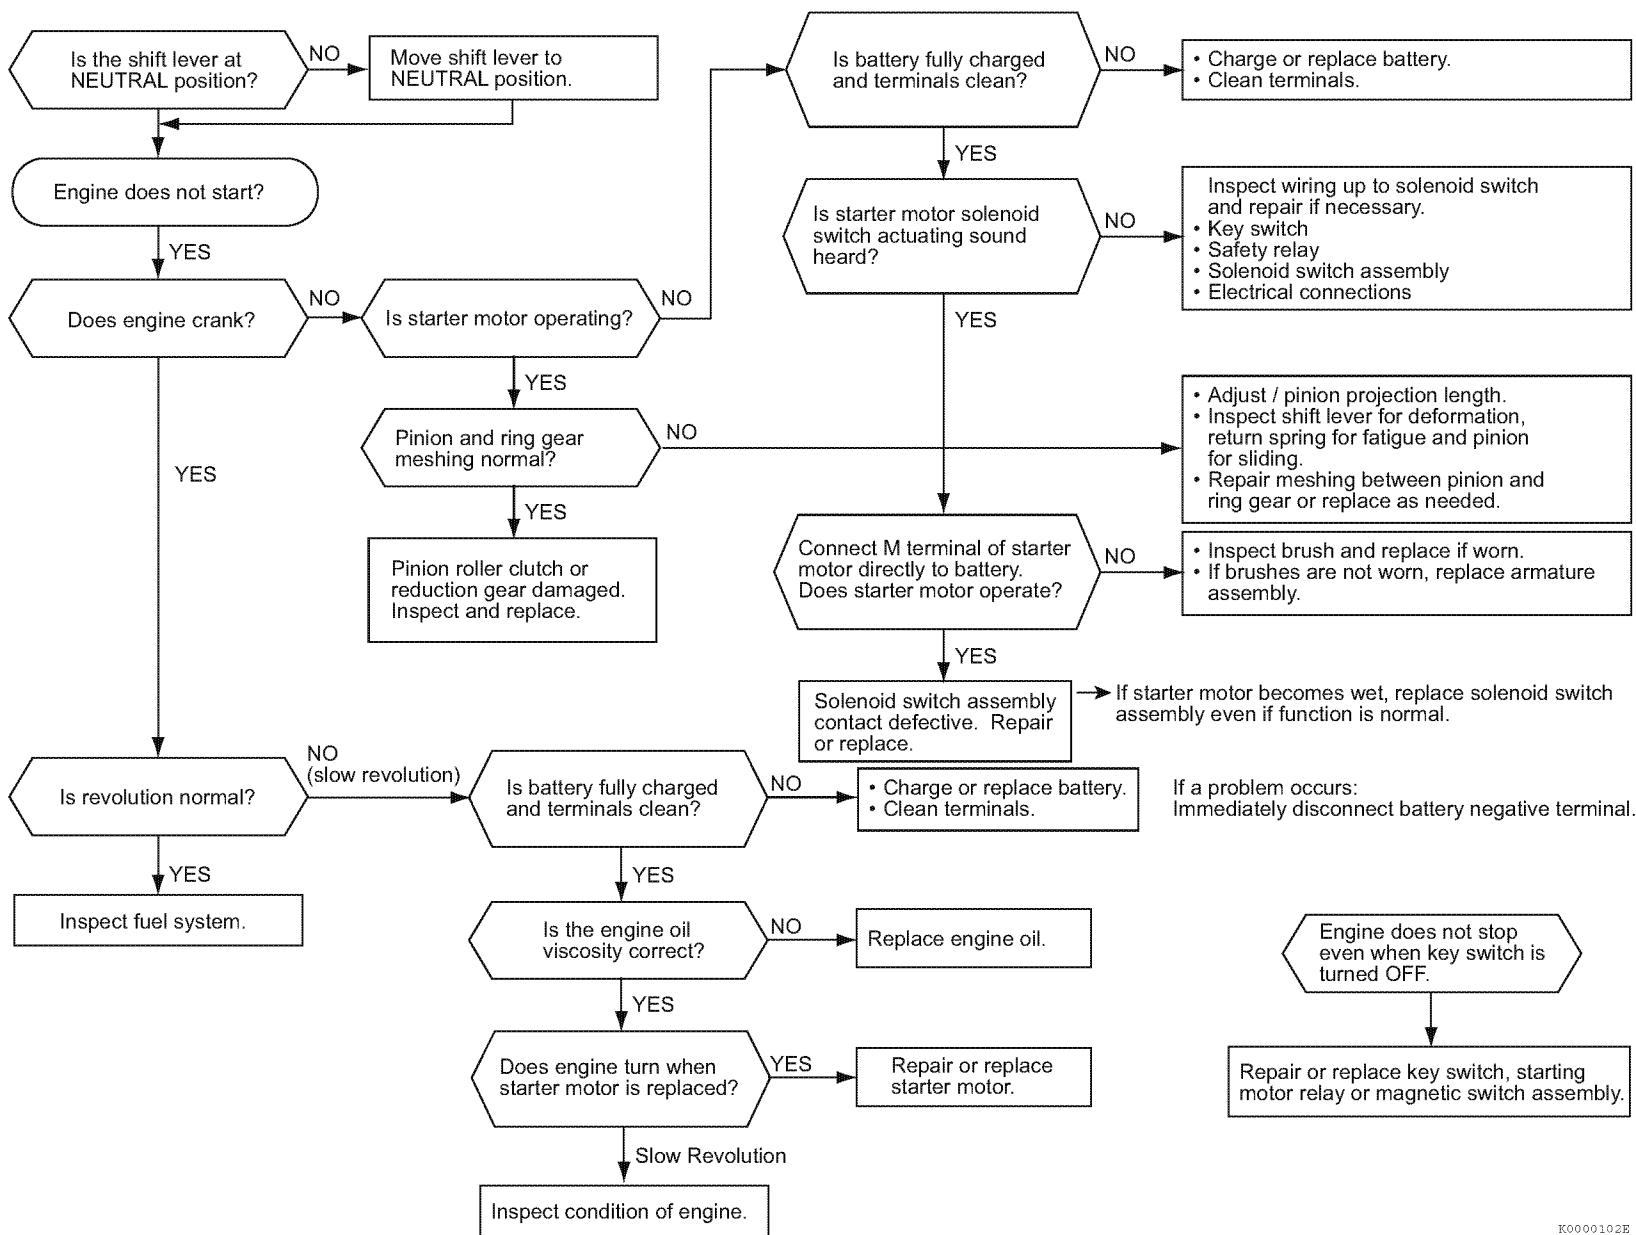 Is the shift lever at
NEUTRAL position?
NO
Move shift lever to
NEUTRAL position.
Engine does not start?
YES
Does engine crank?
NO
Is starter motor operating?
NO
YES
Pinion and ring gear
meshing normal?
NO
YES
Pinion roller clutch or
reduction gear damaged.
Inspect and replace.
YES
Is battery fully charged
and terminals clean?
NO
• Charge or replace battery.
• Clean terminals.
YES
Is starter motor solenoid
switch actuating sound
heard?
NO
Inspect wiring up to solenoid switch
and repair if necessary.
• Key switch
• Safety relay
• Solenoid switch assembly
• Electrical connections
YES
• Adjust / pinion projection length.
• Inspect shift lever for deformation,
return spring for fatigue and pinion
for sliding.
• Repair meshing between pinion and
ring gear or replace as needed.
Connect M terminal of starter
motor directly to battery.
Does starter motor operate?
NO
• Inspect brush and replace if worn.
• If brushes are not worn, replace armature
assembly.
YES
Solenoid switch assembly
contact defective. Repair
or replace.
If starter motor becomes wet, replace solenoid switch
assembly even if function is normal.
Is revolution normal?
NO
(slow revolution)
YES
Inspect fuel system.
Is battery fully charged
and terminals clean?
NO
• Charge or replace battery.
• Clean terminals.
If a problem occurs:
Immediately disconnect battery negative terminal.
YES
Is the engine oil
viscosity correct?
NO
Replace engine oil.
YES
Does engine turn when
starter motor is replaced?
YES
Repair or replace
starter motor.
Slow Revolution
Inspect condition of engine.
Engine does not stop
even when key switch is
turned OFF.
Repair or replace key switch, starting
motor relay or magnetic switch assembly.
K0000102E